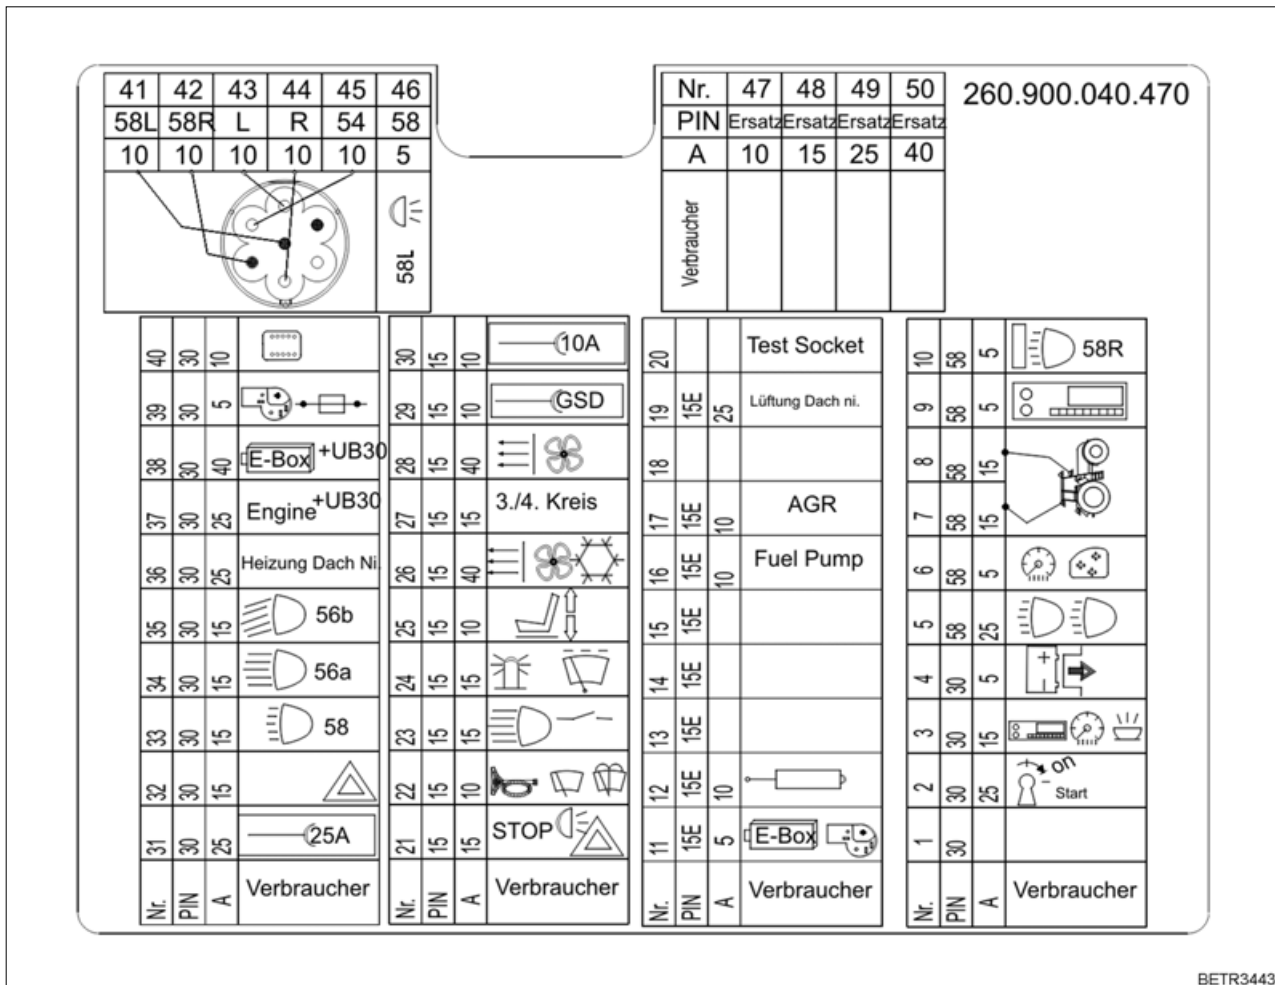 41 42 43 44 45 46
58L 58R L R 54 58
10 10 10 10 10 5
58L
Nr. 47 48 49 50
PIN Ersatz Ersatz Ersatz Ersatz
A 10 15 25 40
Verbraucher
260.900.040.470
40 30 10
39 30 5
38 30 40 E-Box +UB30
37 30 25 Engine +UB30
36 30 25 Heizung Dach Ni.
35 30 15 56b
34 30 15 56a
33 30 15 58
32 30 15
31 30 25 25A
Nr. PIN A Verbraucher
30 15 10 10A
29 15 10 GSD
28 15 40
27 15 15 3./4. Kreis
26 15 40
25 15 10
24 15 15
23 15 15
22 15 10
21 15 15 STOP
Nr. PIN A Verbraucher
20 Test Socket
19 15E 25 Lüftung Dach ni.
18
17 15E 10 AGR
16 15E 10 Fuel Pump
15 15E
14 15E
13 15E
12 15E 10
11 15E 5 E-Box
Nr. PIN A Verbraucher
10 58 5 58R
9 58 5
8 58 15
7 58 15
6 58 5
5 58 25
4 30 5 + -
3 30 15
2 30 25 on
Start
1 30
Nr. PIN A Verbraucher
BETR3443